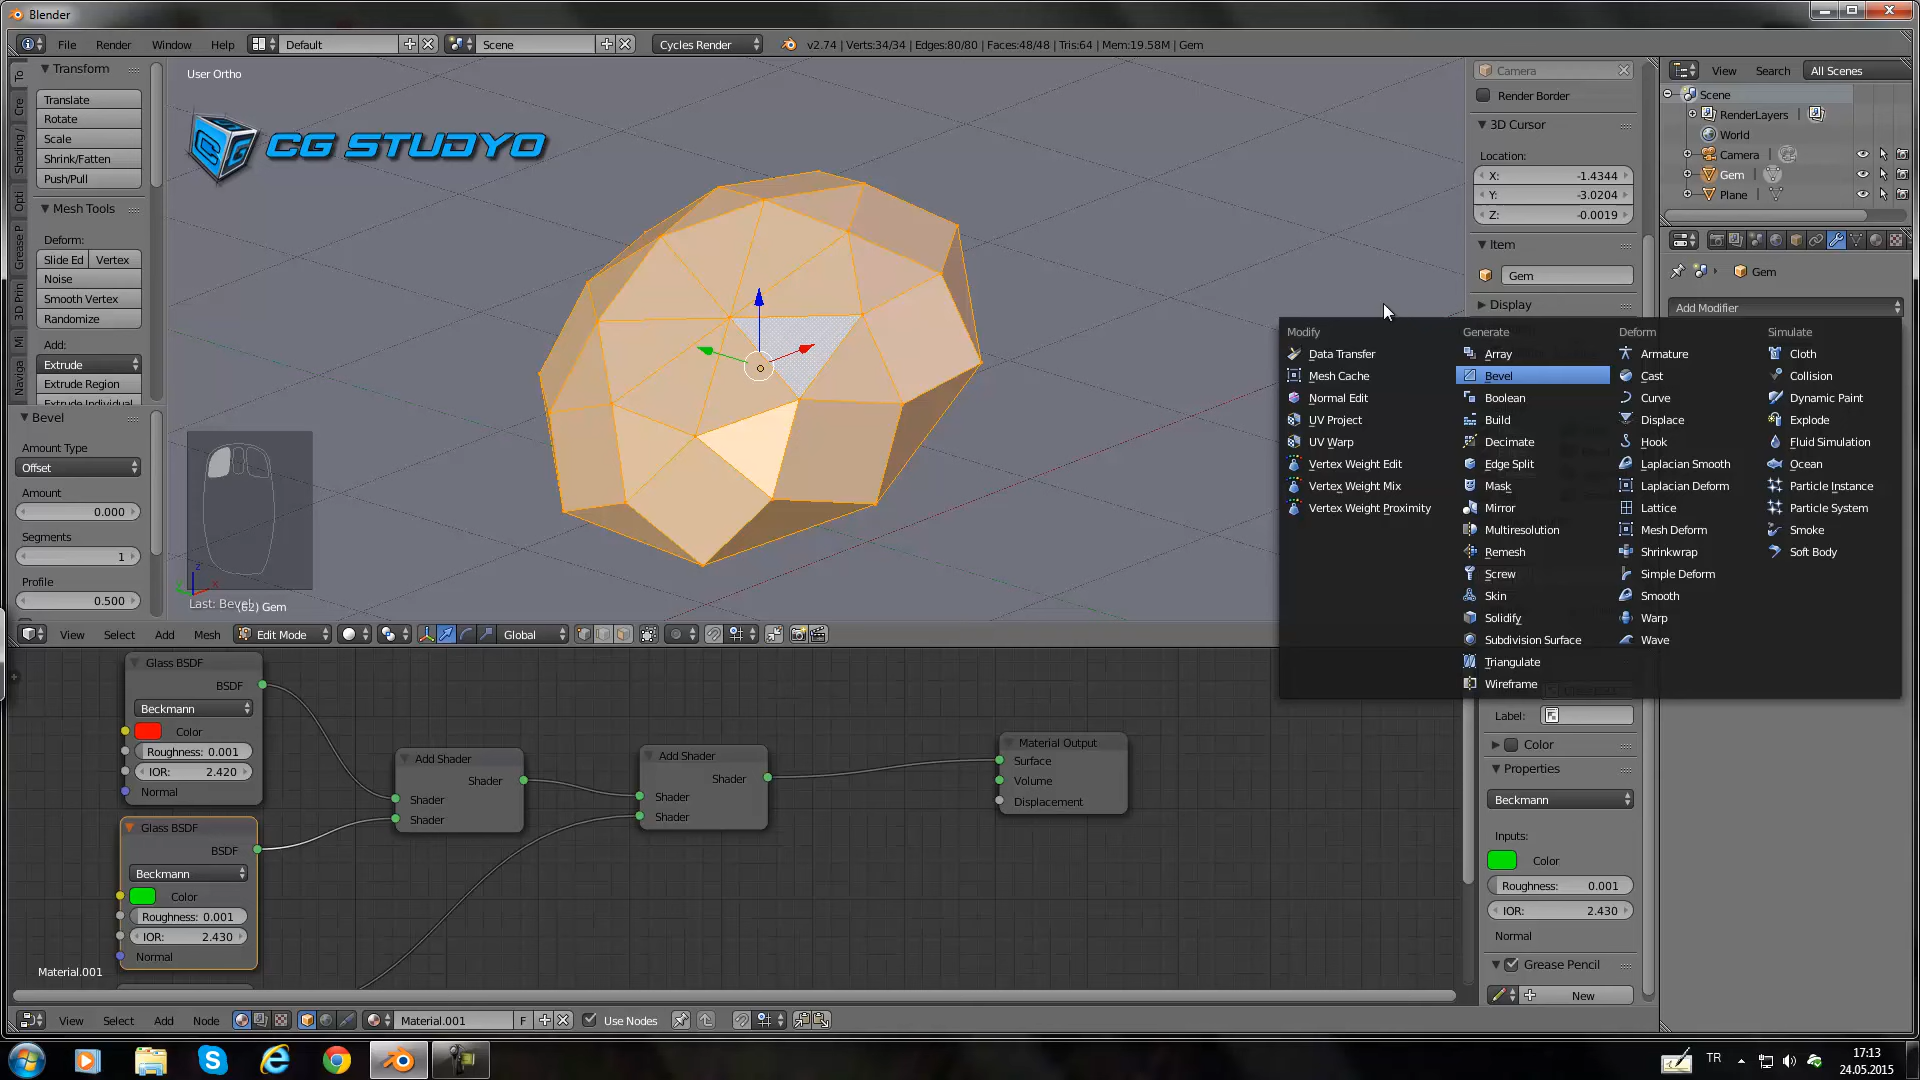 Blender
File Render Window Help Default Scene Cycles Render v2.74 | Verts:34/34 | Edges:80/80 | Faces:48/48 | Tris:64 | Mem:19.58M | Gem
To
Cre
Shading /
Opti
Grease P
3D Prin
Mi
Naviga
Transform
Translate
Rotate
Scale
Shrink/Fatten
Push/Pull
Mesh Tools
Deform:
Slide Ed Vertex
Noise
Smooth Vertex
Randomize
Add:
Extrude
Extrude Region
Extrude Individual
Bevel
Amount Type
Offset
Amount
0.000
Segments
1
Profile
0.500
User Ortho
CG STUDYO
Last: Bevel
(62) Gem
View Select Add Mesh Edit Mode Global
Camera
Render Border
3D Cursor
Location:
X: -1.4344
Y: -3.0204
Z: -0.0019
Item
Gem
Display
View Search All Scenes
Scene
RenderLayers
World
Camera
Gem
Plane
Gem
Add Modifier
Modify
Data Transfer
Mesh Cache
Normal Edit
UV Project
UV Warp
Vertex Weight Edit
Vertex Weight Mix
Vertex Weight Proximity
Generate
Array
Bevel
Boolean
Build
Decimate
Edge Split
Mask
Mirror
Multiresolution
Remesh
Screw
Skin
Solidify
Subdivision Surface
Triangulate
Wireframe
Deform
Armature
Cast
Curve
Displace
Hook
Laplacian Smooth
Laplacian Deform
Lattice
Mesh Deform
Shrinkwrap
Simple Deform
Smooth
Warp
Wave
Simulate
Cloth
Collision
Dynamic Paint
Explode
Fluid Simulation
Ocean
Particle Instance
Particle System
Smoke
Soft Body
Glass BSDF
BSDF
Beckmann
Color
Roughness: 0.001
IOR: 2.420
Normal
Glass BSDF
BSDF
Beckmann
Color
Roughness: 0.001
IOR: 2.430
Normal
Add Shader
Shader
Shader
Shader
Add Shader
Shader
Shader
Shader
Material Output
Surface
Volume
Displacement
Material.001
Label:
Color
Properties
Beckmann
Inputs:
Color
Roughness: 0.001
IOR: 2.430
Normal
Grease Pencil
New
View Select Add Node Material.001 F Use Nodes
TR
17:13
24.05.2015